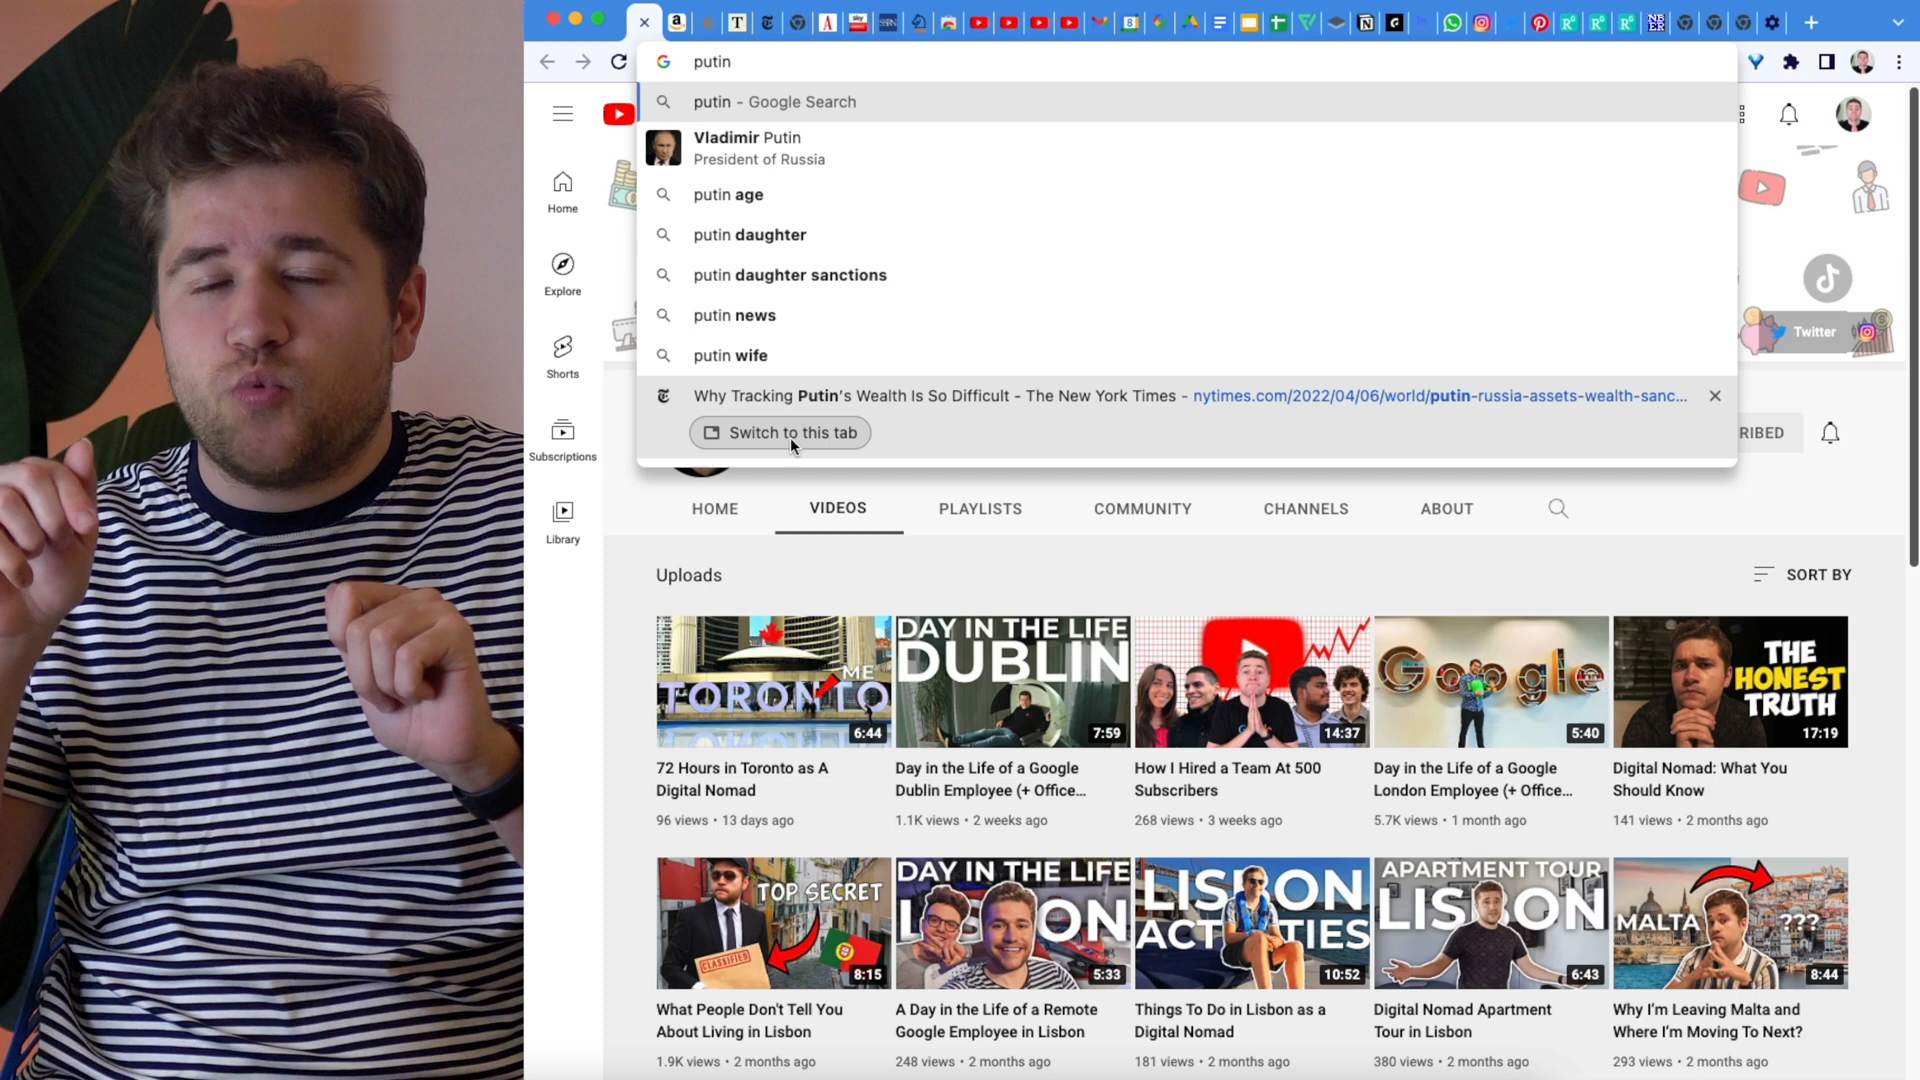 putin
putin - Google Search
Vladimir Putin
President of Russia
putin age
putin daughter
putin daughter sanctions
putin news
putin wife
Why Tracking Putin's Wealth Is So Difficult - The New York Times - nytimes.com/2022/04/06/world/putin-russia-assets-wealth-sanc...
Switch to this tab
Home
Explore
Shorts
Subscriptions
Library
Twitter
RIBED
HOME
VIDEOS
PLAYLISTS
COMMUNITY
CHANNELS
ABOUT
Uploads
SORT BY
ME
TORONTO
6:44
DAY IN THE LIFE
DUBLIN
7:59
14:37
Google
5:40
THE
HONEST
TRUTH
17:19
72 Hours in Toronto as A
Digital Nomad
96 views • 13 days ago
Day in the Life of a Google
Dublin Employee (+ Office...
1.1K views • 2 weeks ago
How I Hired a Team At 500
Subscribers
268 views • 3 weeks ago
Day in the Life of a Google
London Employee (+ Office...
5.7K views • 1 month ago
Digital Nomad: What You
Should Know
141 views • 2 months ago
TOP SECRET
CLASSIFIED
8:15
DAY IN THE LIFE
LISBON
5:33
LISBON
ACTIVITIES
10:52
APARTMENT TOUR
LISBON
6:43
MALTA
???
8:44
What People Don't Tell You
About Living in Lisbon
1.9K views • 2 months ago
A Day in the Life of a Remote
Google Employee in Lisbon
248 views • 2 months ago
Things To Do in Lisbon as a
Digital Nomad
181 views • 2 months ago
Digital Nomad Apartment
Tour in Lisbon
380 views • 2 months ago
Why I'm Leaving Malta and
Where I'm Moving To Next?
293 views • 2 months ago